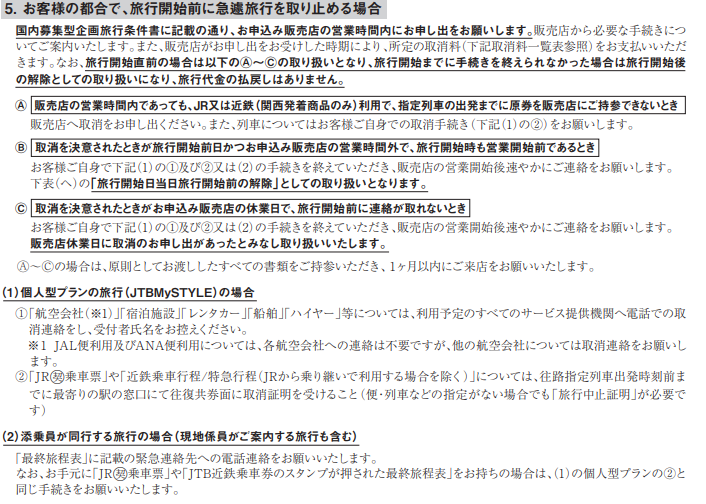 5. お客様の都合で、旅行開始前に急遽旅行を取り止める場合
国内募集型企画旅行条件書に記載の通り、お申込み販売店の営業時間内にお申し出をお願いします。販売店から必要な手続きにつ
いてご案内いたします。また、販売店がお申し出をお受けした時期により、所定の取消料(下記取消料一覧表参照)をお支払いいただ
きます。なお、旅行開始直前の場合は以下のⒶ～Ⓒの取り扱いとなり、旅行開始までに手続きを終えられなかった場合は旅行開始後
の解除としての取り扱いになり、旅行代金の払戻しはありません。
Ⓐ 販売店の営業時間内であっても、JR又は近鉄(関西発着商品のみ)利用で、指定列車の出発までに原券を販売店にご持参できないとき
販売店へ取消をお申し出ください。また、列車についてはお客様ご自身での取消手続き(下記(1)の②)をお願いします。
Ⓑ 取消を決意されたときが旅行開始前日かつお申込み販売店の営業時間外で、旅行開始時も営業開始前であるとき
お客様ご自身で下記(1)の①及び②又は(2)の手続きを終えていただき、販売店の営業開始後速やかにご連絡をお願いします。
下表(ヘ)の「旅行開始日当日旅行開始前の解除」としての取り扱いとなります。
Ⓒ 取消を決意されたときがお申込み販売店の休業日で、旅行開始前に連絡が取れないとき
お客様ご自身で下記(1)の①及び②又は(2)の手続きを終えていただき、販売店の営業開始後速やかにご連絡をお願いします。
販売店休業日に取消のお申し出があったとみなし取り扱いいたします。
Ⓐ～Ⓒの場合は、原則としてお渡ししたすべての書類をご持参いただき、1ヶ月以内にご来店をお願いいたします。
(1)個人型プランの旅行(JTBMySTYLE)の場合
①「航空会社(※1)」「宿泊施設」「レンタカー」「船舶」「ハイヤー」等については、利用予定のすべてのサービス提供機関へ電話での取
消連絡をし、受付者氏名をお控えください。
※1 JAL便利用及びANA便利用については、各航空会社への連絡は不要ですが、他の航空会社については取消連絡をお願いし
ます。
②「JR契乗車票」や「近鉄乗車行程/特急行程(JRから乗り継いで利用する場合を除く)」については、往路指定列車出発時刻前ま
でに最寄りの駅の窓口にて往復共券面に取消証明を受けること(便・列車などの指定がない場合でも「旅行中止証明」が必要で
す)
(2)添乗員が同行する旅行の場合(現地係員がご案内する旅行も含む)
「最終旅程表」に記載の緊急連絡先への電話連絡をお願いいたします。
なお、お手元に「JR契乗車票」や「JTB近鉄乗車券のスタンプが押された最終旅程表」をお持ちの場合は、(1)の個人型プランの②と
同じ手続きをお願いいたします。